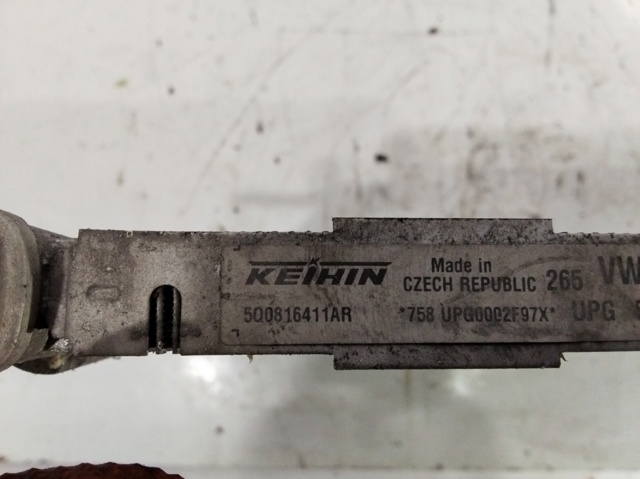 KEIHIN
Made in
CZECH REPUBLIC 265 VW
5Q0816411AR *758 UPG0002F97X* UPG